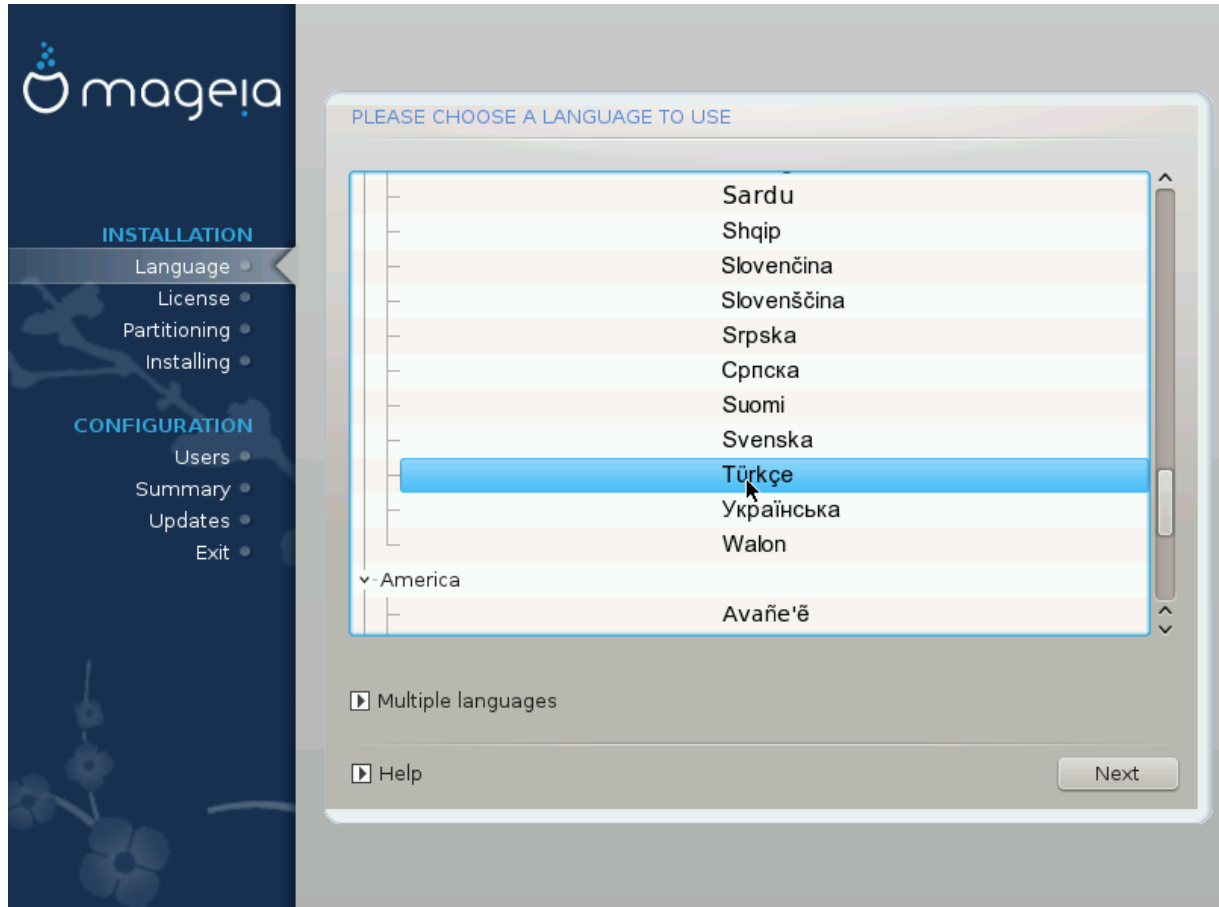 mageia
INSTALLATION
Language
License
Partitioning
Installing
CONFIGURATION
Users
Summary
Updates
Exit
PLEASE CHOOSE A LANGUAGE TO USE
Sardu
Shqip
Slovenčina
Slovenščina
Srpska
Српска
Suomi
Svenska
Türkçe
Українська
Walon
America
Avañe'ẽ
Multiple languages
Help
Next